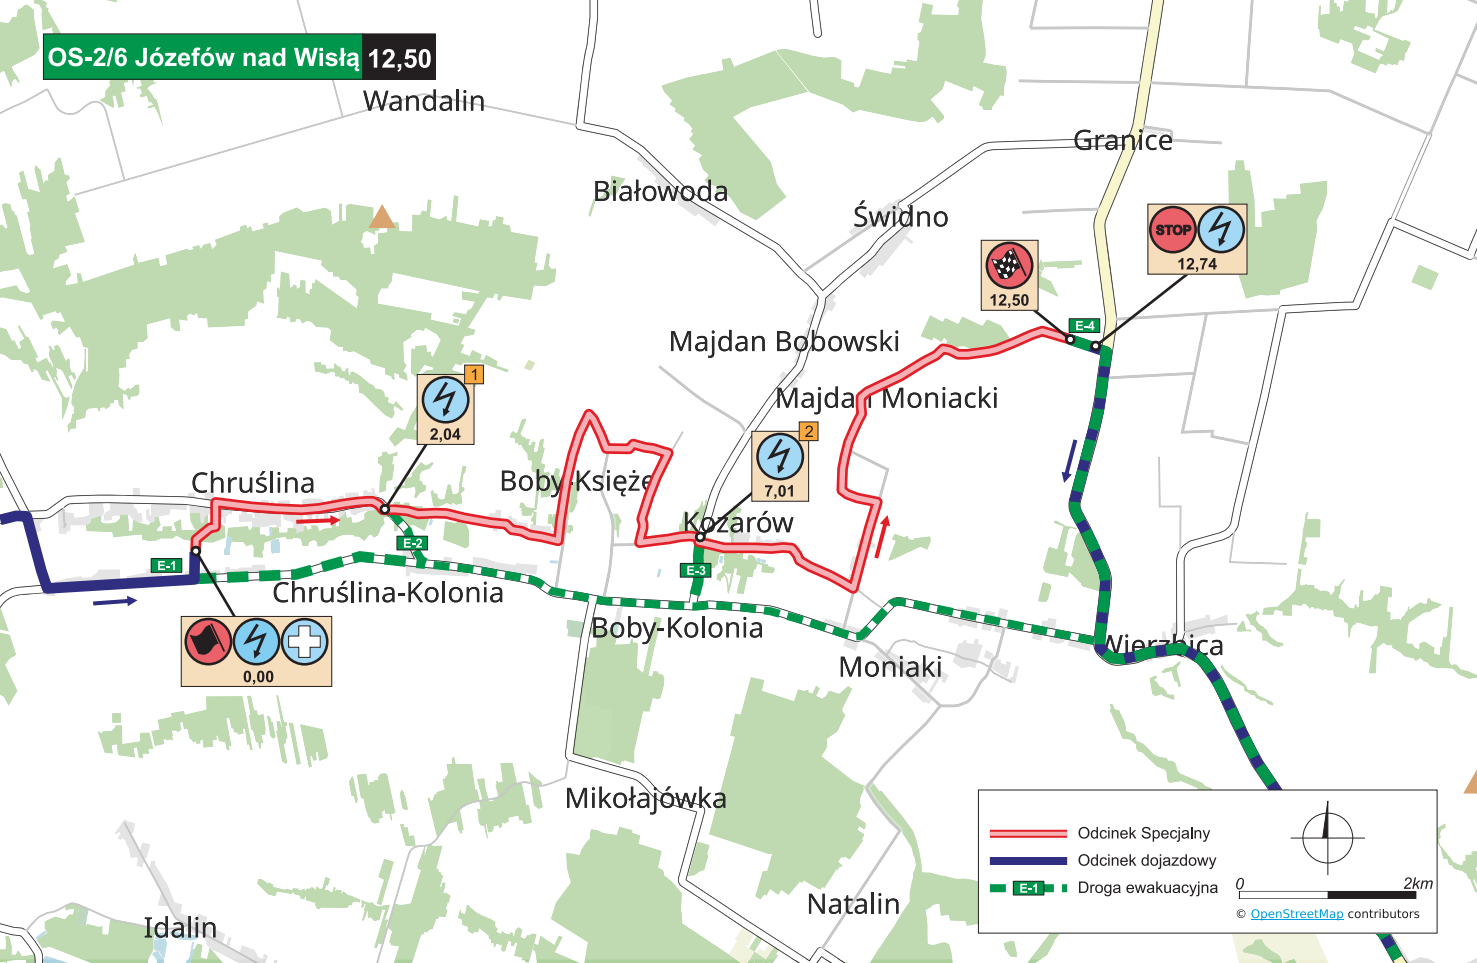 OS-2/6 Józefów nad Wisłą 12,50
Wandalin
Granice
Białowoda
Świdno
STOP
12,74
12,50
E-4
Majdan Bobowski
1
2,04
Majdan Moniacki
2
7,01
Chruślina
Boby-Księże
Kozarów
E-2
E-1
E-3
Chruślina-Kolonia
Boby-Kolonia
Wierzbica
Moniaki
0,00
Mikołajówka
Natalin
Idalin
Odcinek Specjalny
Odcinek dojazdowy
E-1 Droga ewakuacyjna
0 2km
© OpenStreetMap contributors